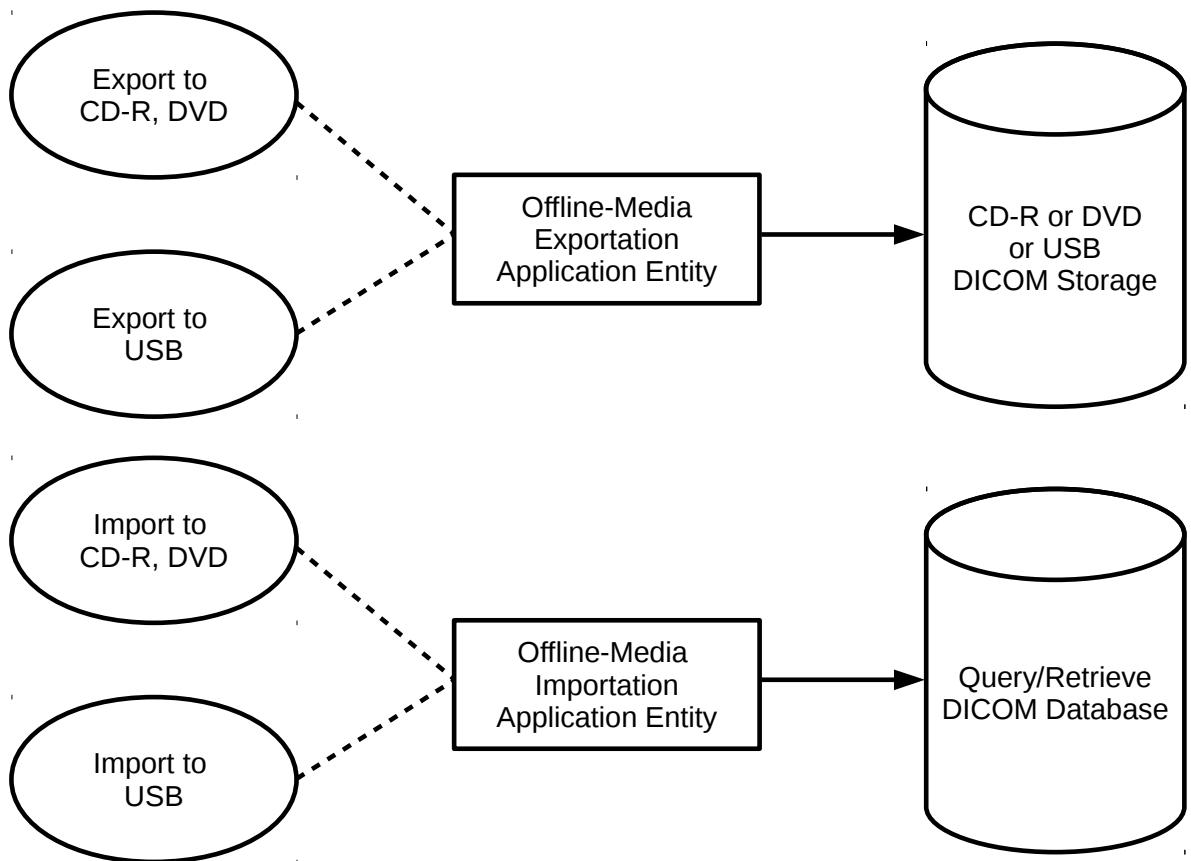 Export to
CD-R, DVD
Offline-Media
Exportation
Application Entity
CD-R or DVD
or USB
DICOM Storage
Export to
USB
Import to
CD-R, DVD
Offline-Media
Importation
Application Entity
Query/Retrieve
DICOM Database
Import to
USB